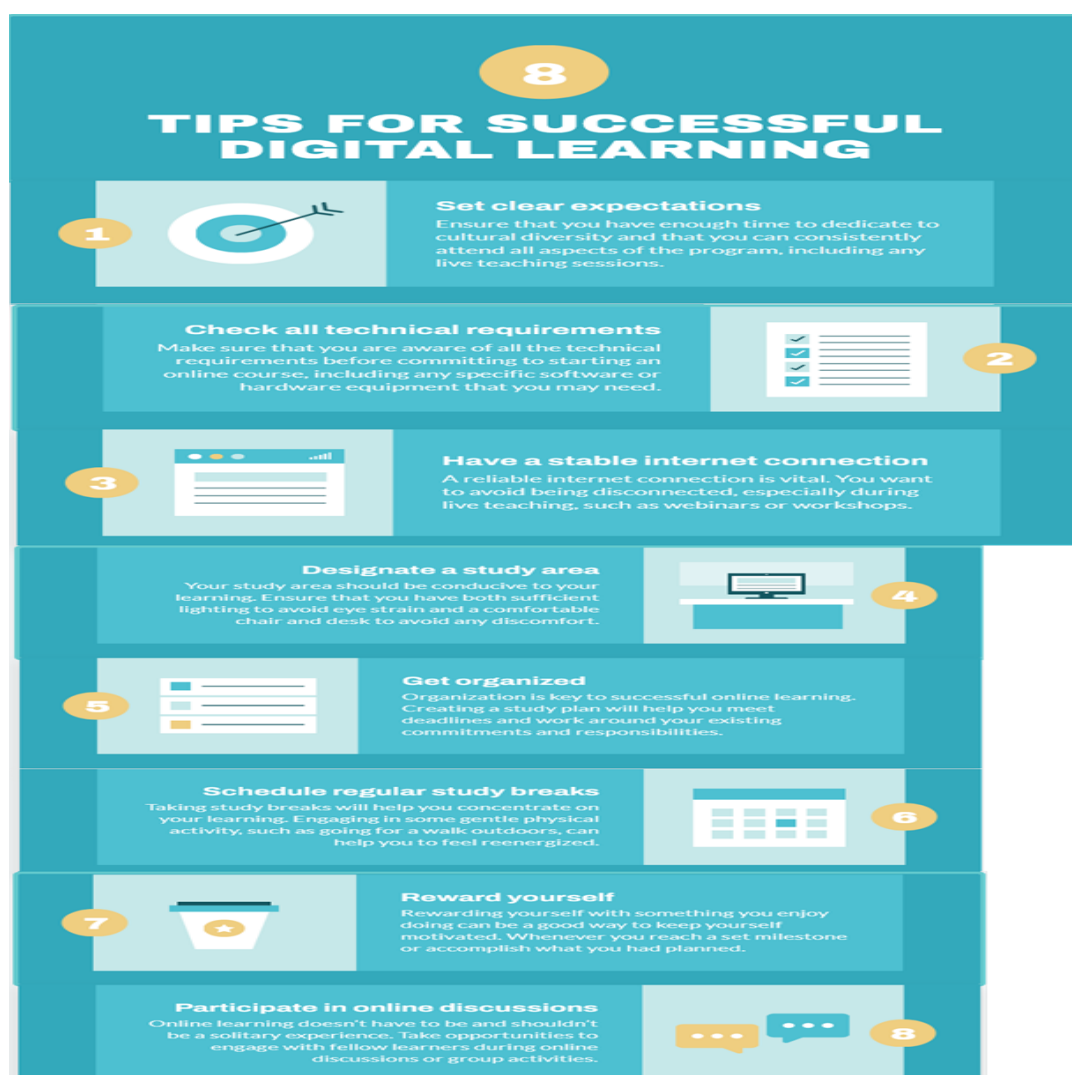 8
TIPS FOR SUCCESSFUL
DIGITAL LEARNING
1
Set clear expectations
Ensure that you have enough time to dedicate to
cultural diversity and that you can consistently
attend all aspects of the program, including any
live teaching sessions.
Check all technical requirements
Make sure that you are aware of all the technical
requirements before committing to starting an
online course, including any specific software or
hardware equipment that you may need.
2
3
Have a stable internet connection
A reliable internet connection is vital. You want
to avoid being disconnected, especially during
live teaching, such as webinars or workshops.
Designate a study area
Your study area should be conducive to your
learning. Ensure that you have both sufficient
lighting to avoid eye strain and a comfortable
chair and desk to avoid any discomfort.
4
5
Get organized
Organization is key to successful online learning.
Creating a study plan will help you meet
deadlines and work around your existing
commitments and responsibilities.
Schedule regular study breaks
Taking study breaks will help you concentrate on
your learning. Engaging in some gentle physical
activity, such as going for a walk outdoors, can
help you to feel reenergized.
6
7
Reward yourself
Rewarding yourself with something you enjoy
doing can be a good way to keep yourself
motivated. Whenever you reach a set milestone
or accomplish what you had planned.
Participate in online discussions
Online learning doesn't have to be and shouldn't
be a solitary experience. Take opportunities to
engage with fellow learners during online
discussions or group activities.
8